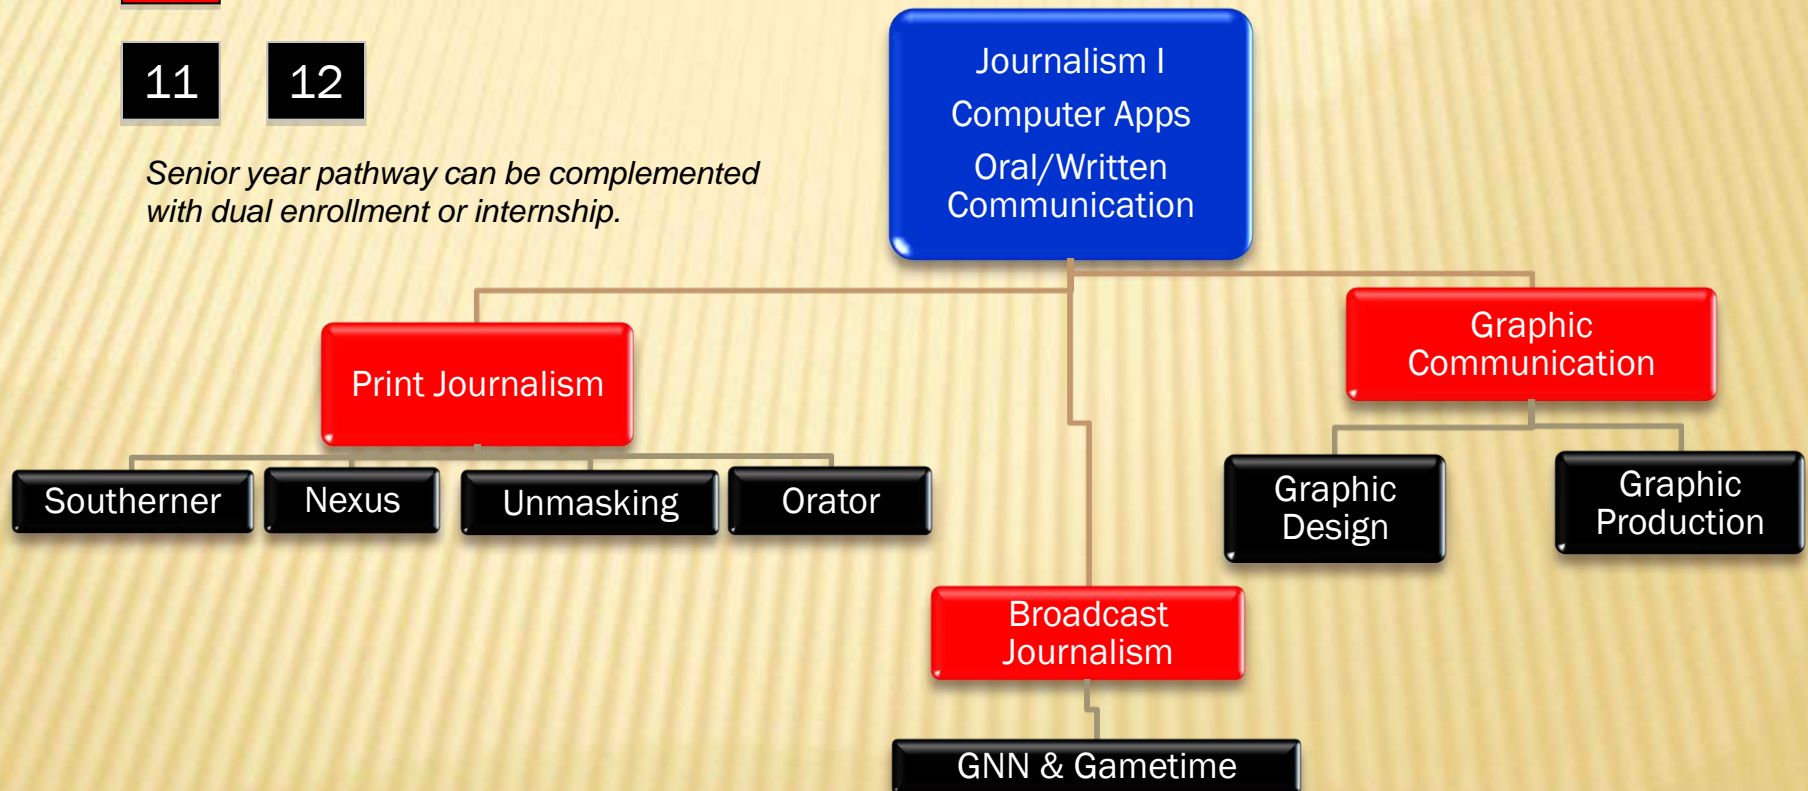 11
12
Senior year pathway can be complemented
with dual enrollment or internship.
Journalism I
Computer Apps
Oral/Written
Communication
Print Journalism
Graphic
Communication
Southerner
Nexus
Unmasking
Orator
Graphic
Design
Graphic
Production
Broadcast
Journalism
GNN & Gametime